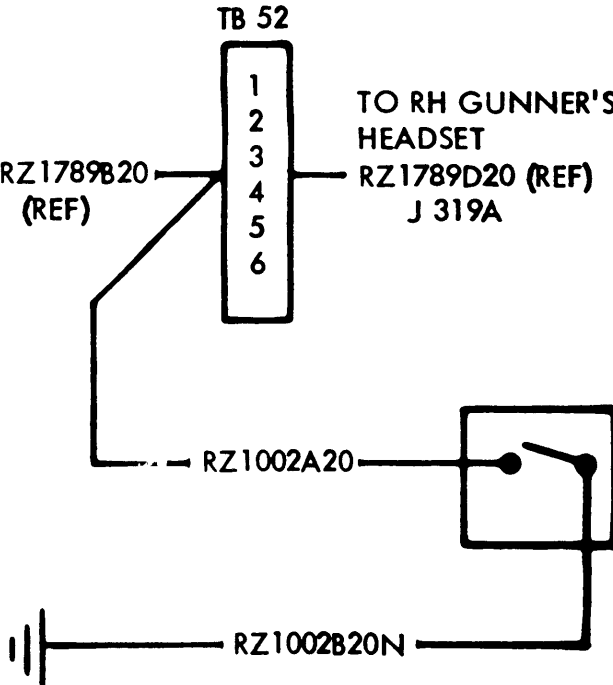 TB 52
1
2
3
4
5
6
TO RH GUNNER'S
HEADSET
RZ1789D20 (REF)
J 319A
RZ1789B20
(REF)
RZ1002A20
RZ1002B20N